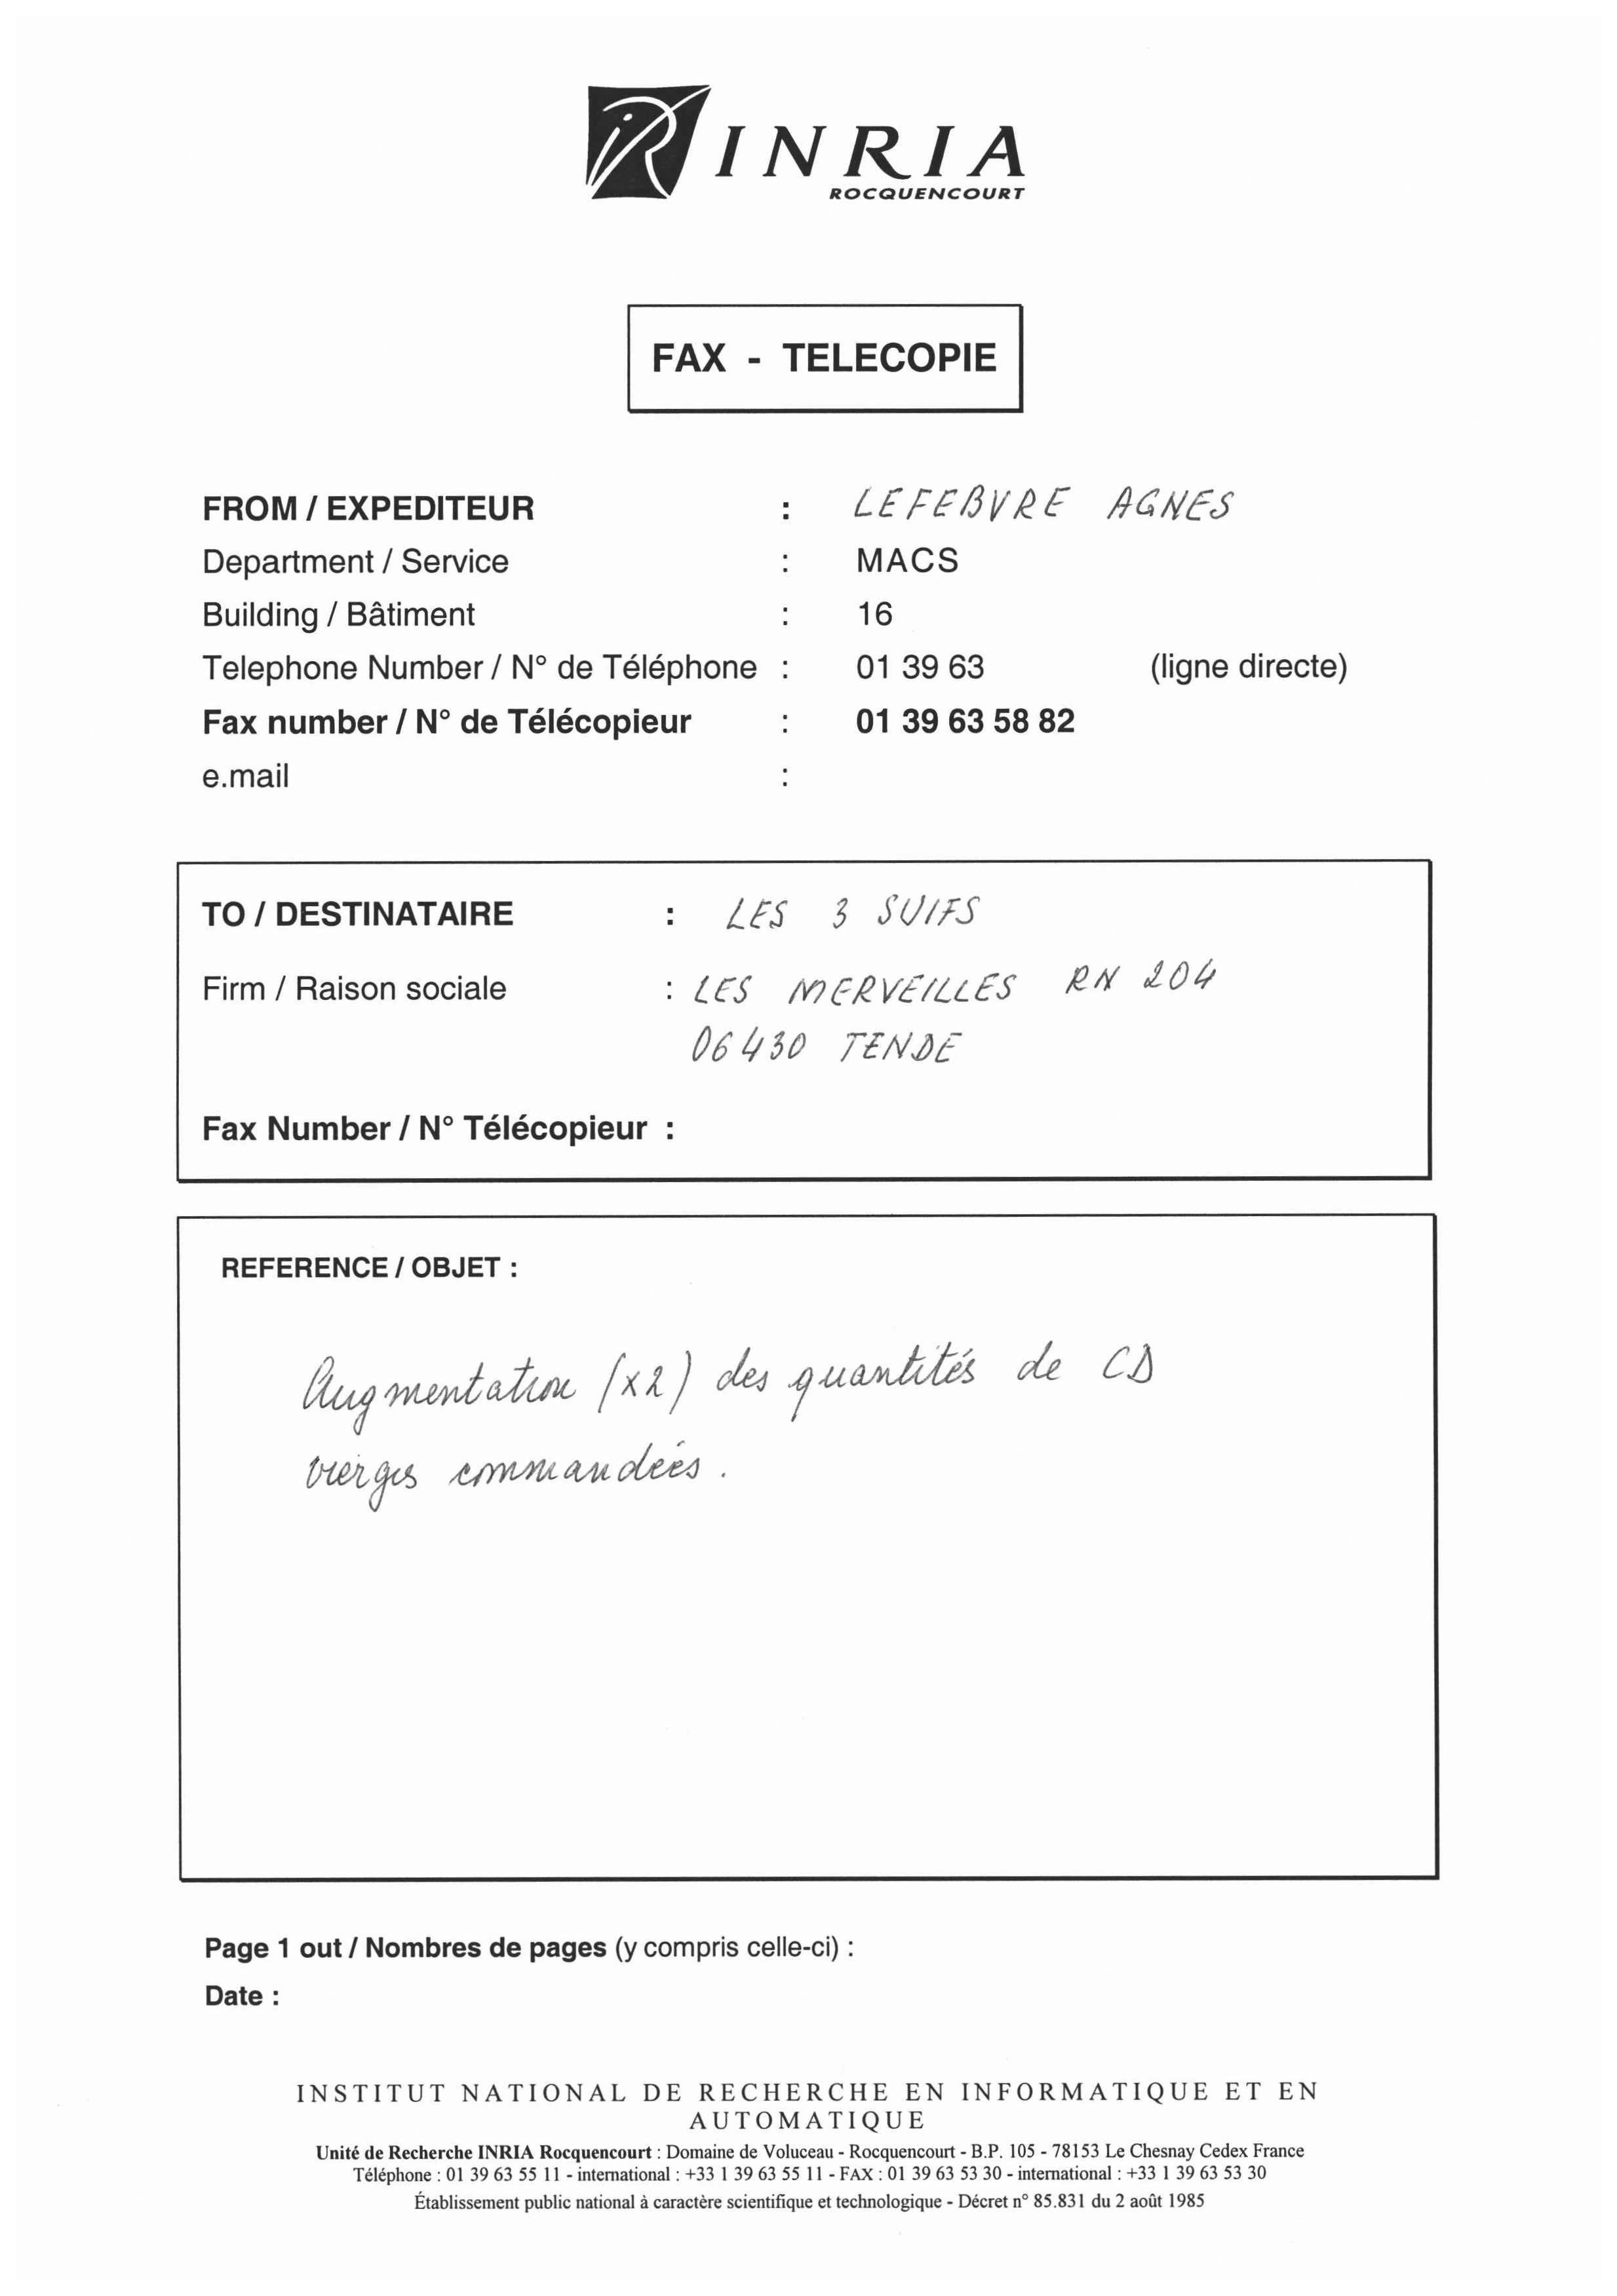 INRIA
ROCQUENCOURT
FAX - TELECOPIE
FROM / EXPEDITEUR : LEFEBVRE AGNES
Department / Service : MACS
Building / Bâtiment : 16
Telephone Number / N° de Téléphone : 01 39 63 (ligne directe)
Fax number / N° de Télécopieur : 01 39 63 58 82
e.mail :
TO / DESTINATAIRE : LES 3 SUIFS
Firm / Raison sociale : LES MERVEILLES RN 204
06430 TENDE
Fax Number / N° Télécopieur :
REFERENCE / OBJET :
Augmentation (x2) des quantités de CD
vierges commandées.
Page 1 out / Nombres de pages (y compris celle-ci) :
Date :
INSTITUT NATIONAL DE RECHERCHE EN INFORMATIQUE ET EN
AUTOMATIQUE
Unité de Recherche INRIA Rocquencourt : Domaine de Voluceau - Rocquencourt - B.P. 105 - 78153 Le Chesnay Cedex France
Téléphone : 01 39 63 55 11 - international : +33 1 39 63 55 11 - FAX : 01 39 63 53 30 - international : +33 1 39 63 53 30
Établissement public national à caractère scientifique et technologique - Décret n° 85.831 du 2 août 1985